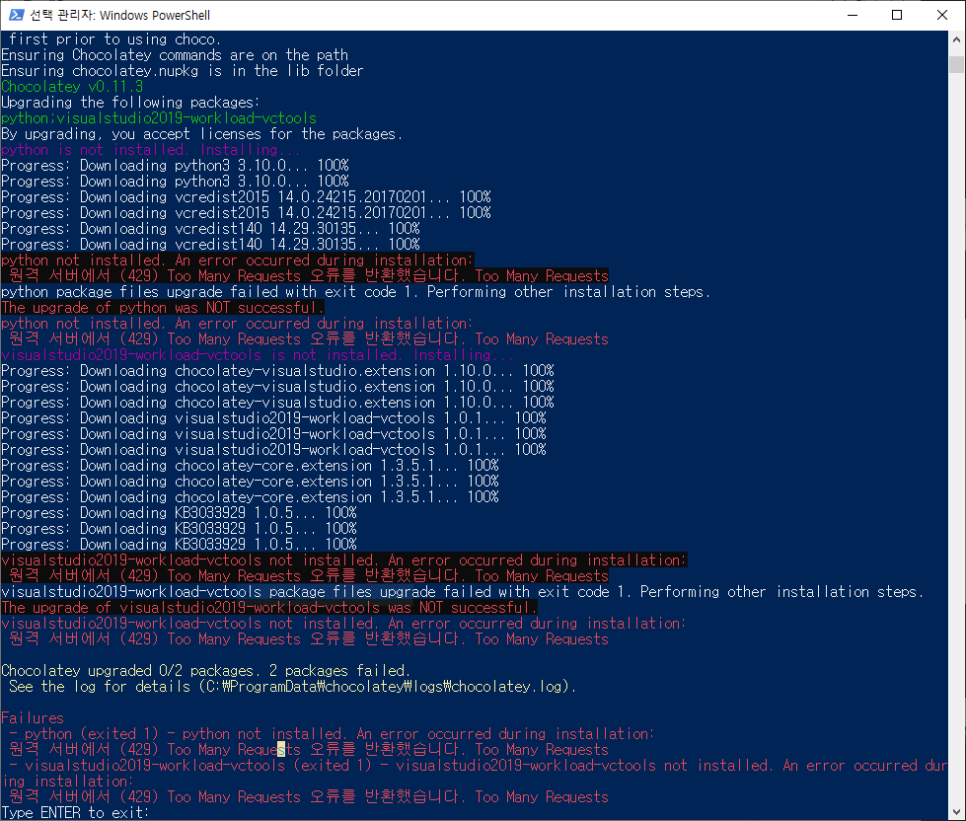 선택 관리자: Windows PowerShell
first prior to using choco.
Ensuring Chocolatey commands are on the path
Ensuring chocolatey.nupkg is in the lib folder
Chocolatey v0.11.3
Upgrading the following packages:
python;visualstudio2019-workload-vctools
By upgrading, you accept licenses for the packages.
python is not installed. Installing...
Progress: Downloading python3 3.10.0... 100%
Progress: Downloading python3 3.10.0... 100%
Progress: Downloading vcredist2015 14.0.24215.20170201... 100%
Progress: Downloading vcredist2015 14.0.24215.20170201... 100%
Progress: Downloading vcredist140 14.29.30135... 100%
Progress: Downloading vcredist140 14.29.30135... 100%
python not installed. An error occurred during installation:
원격 서버에서 (429) Too Many Requests 오류를 반환했습니다. Too Many Requests
python package files upgrade failed with exit code 1. Performing other installation steps.
The upgrade of python was NOT successful.
python not installed. An error occurred during installation:
원격 서버에서 (429) Too Many Requests 오류를 반환했습니다. Too Many Requests
visualstudio2019-workload-vctools is not installed. Installing...
Progress: Downloading chocolatey-visualstudio.extension 1.10.0... 100%
Progress: Downloading chocolatey-visualstudio.extension 1.10.0... 100%
Progress: Downloading chocolatey-visualstudio.extension 1.10.0... 100%
Progress: Downloading visualstudio2019-workload-vctools 1.0.1... 100%
Progress: Downloading visualstudio2019-workload-vctools 1.0.1... 100%
Progress: Downloading visualstudio2019-workload-vctools 1.0.1... 100%
Progress: Downloading chocolatey-core.extension 1.3.5.1... 100%
Progress: Downloading chocolatey-core.extension 1.3.5.1... 100%
Progress: Downloading chocolatey-core.extension 1.3.5.1... 100%
Progress: Downloading KB3033929 1.0.5... 100%
Progress: Downloading KB3033929 1.0.5... 100%
Progress: Downloading KB3033929 1.0.5... 100%
visualstudio2019-workload-vctools not installed. An error occurred during installation:
원격 서버에서 (429) Too Many Requests 오류를 반환했습니다. Too Many Requests
visualstudio2019-workload-vctools package files upgrade failed with exit code 1. Performing other installation steps.
The upgrade of visualstudio2019-workload-vctools was NOT successful.
visualstudio2019-workload-vctools not installed. An error occurred during installation:
원격 서버에서 (429) Too Many Requests 오류를 반환했습니다. Too Many Requests
Chocolatey upgraded 0/2 packages. 2 packages failed.
See the log for details (C:₩ProgramData₩chocolatey₩logs₩chocolatey.log).
Failures
- python (exited 1) - python not installed. An error occurred during installation:
원격 서버에서 (429) Too Many Requests 오류를 반환했습니다. Too Many Requests
- visualstudio2019-workload-vctools (exited 1) - visualstudio2019-workload-vctools not installed. An error occurred dur
ing installation:
원격 서버에서 (429) Too Many Requests 오류를 반환했습니다. Too Many Requests
Type ENTER to exit: